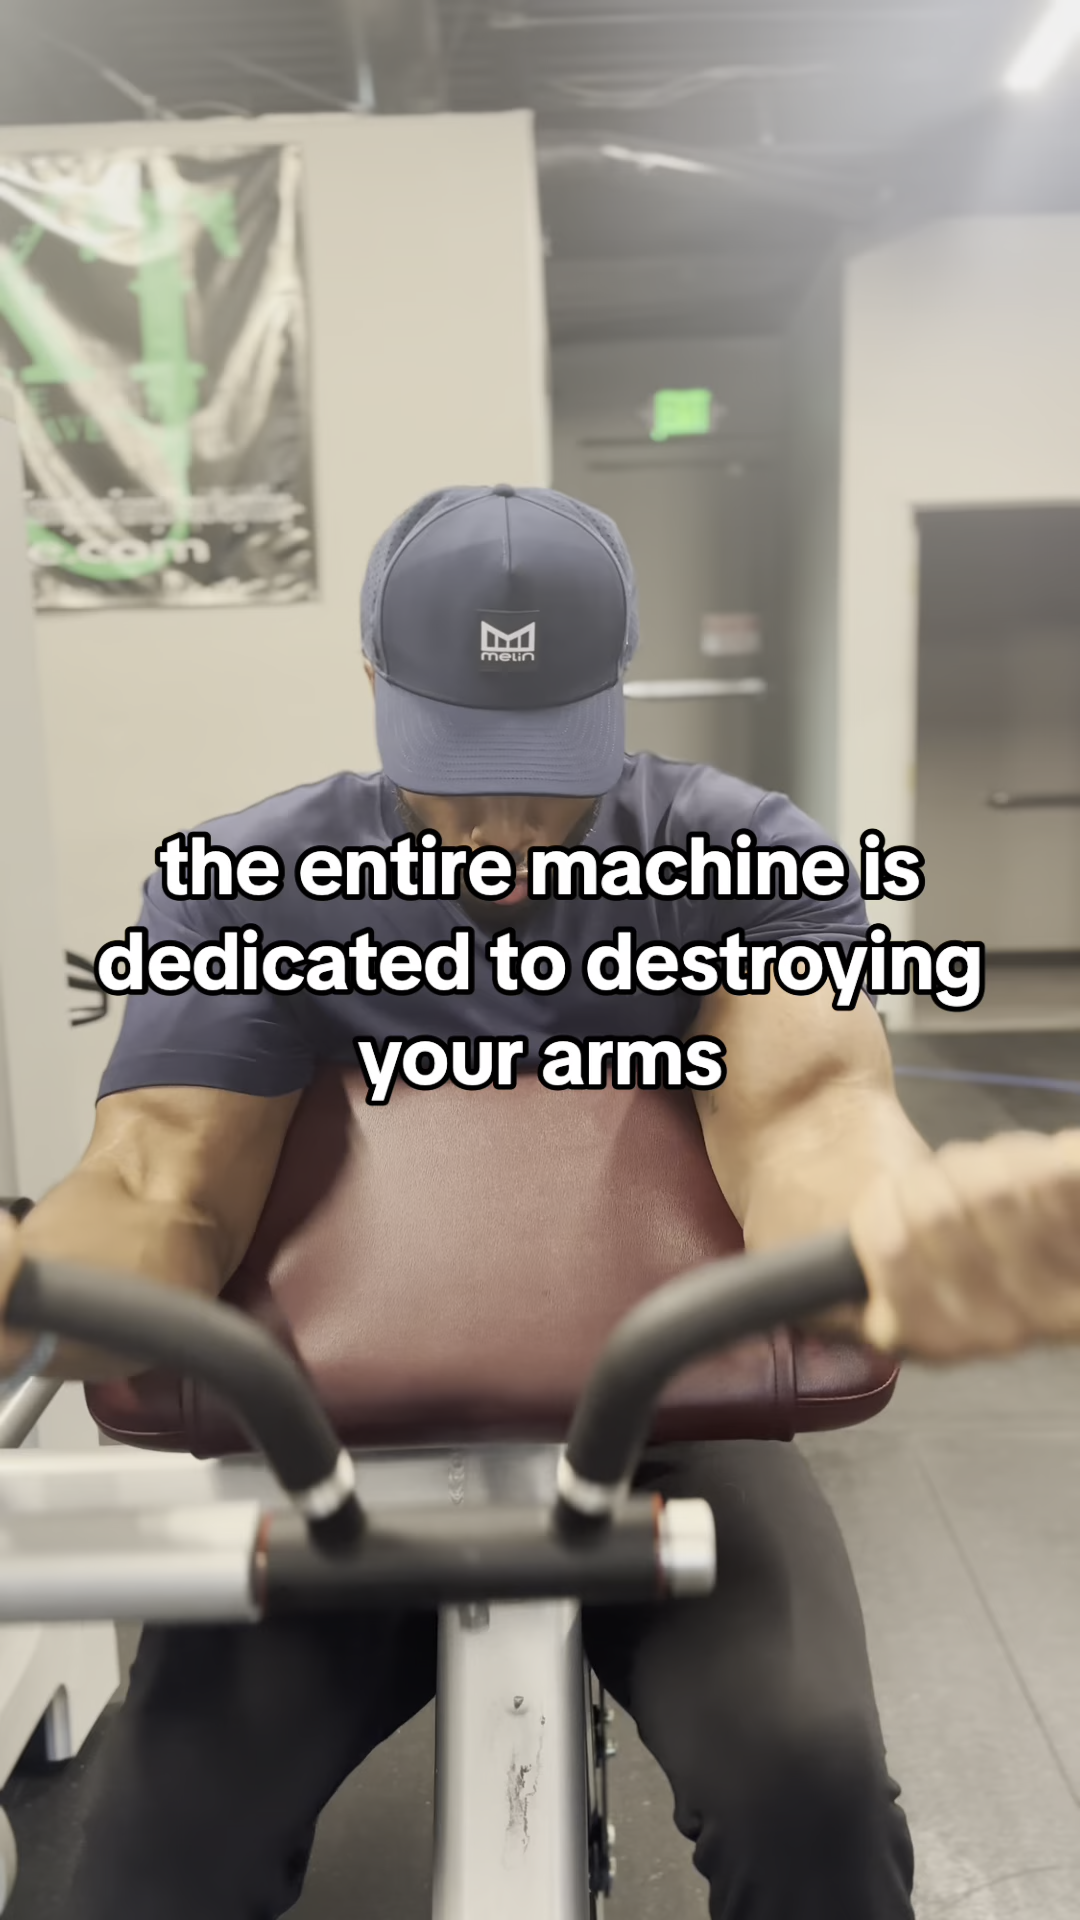 e.com
melin
the entire machine is
dedicated to destroying
your arms